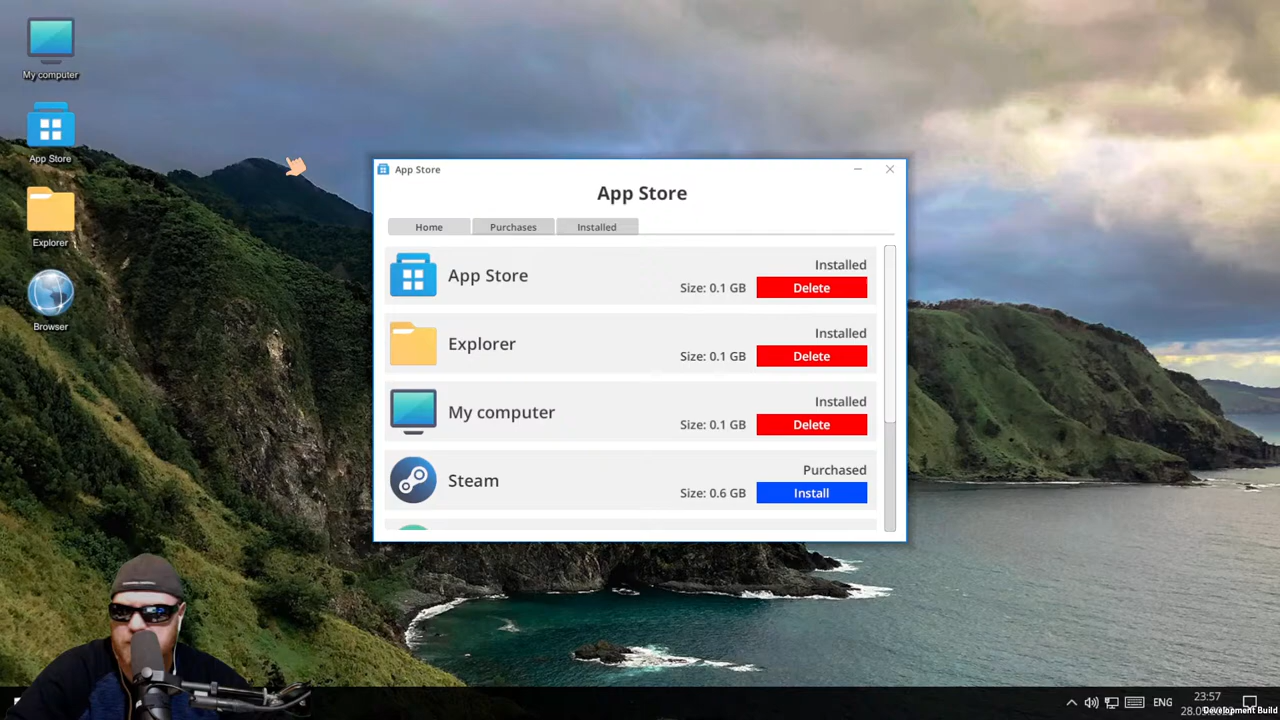 My computer
App Store
Explorer
Browser
App Store
App Store
Home
Purchases
Installed
App Store
Installed
Size: 0.1 GB
Delete
Explorer
Installed
Size: 0.1 GB
Delete
My computer
Installed
Size: 0.1 GB
Delete
Steam
Purchased
Size: 0.6 GB
Install
ENG
23:57
28.05
Development Build